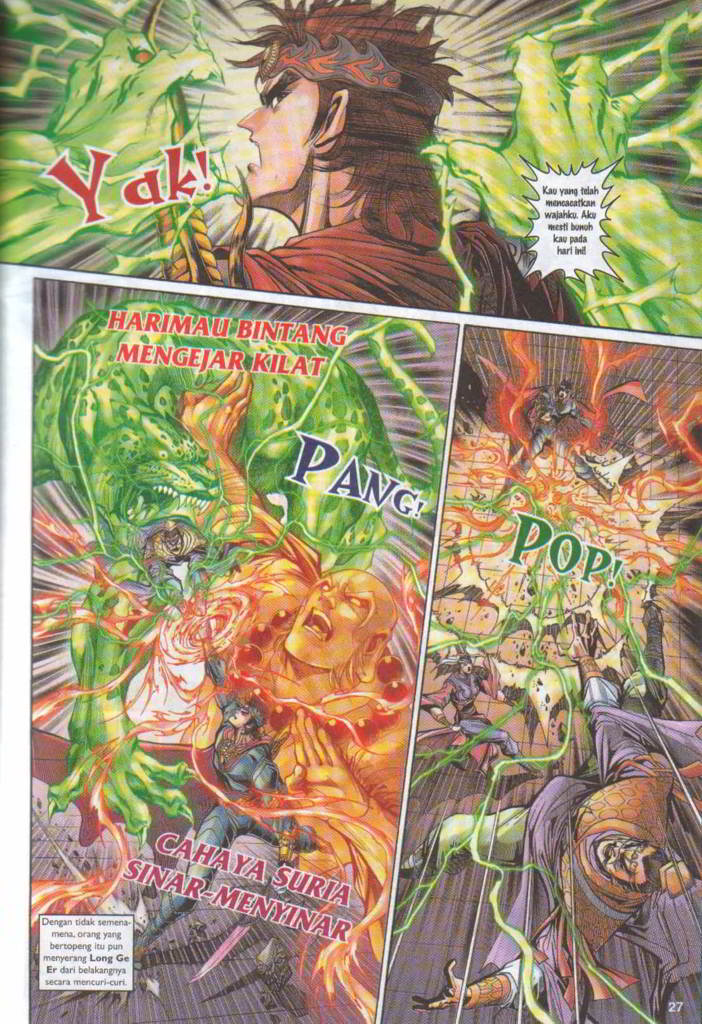 Yak!
Kau yang telah
mencacatkan
wajahku. Aku
mesti bunuh
kau pada
hari ini!
HARIMAU BINTANG
MENGEJAR KILAT
PANG!
POP!
CAHAYA SURIA
SINAR-MENYINAR
Dengan tidak semena-
mena, orang yang
bertopeng itu pun
menyerang Long Ge
Er dari belakangnya
secara mencuri-curi.
27